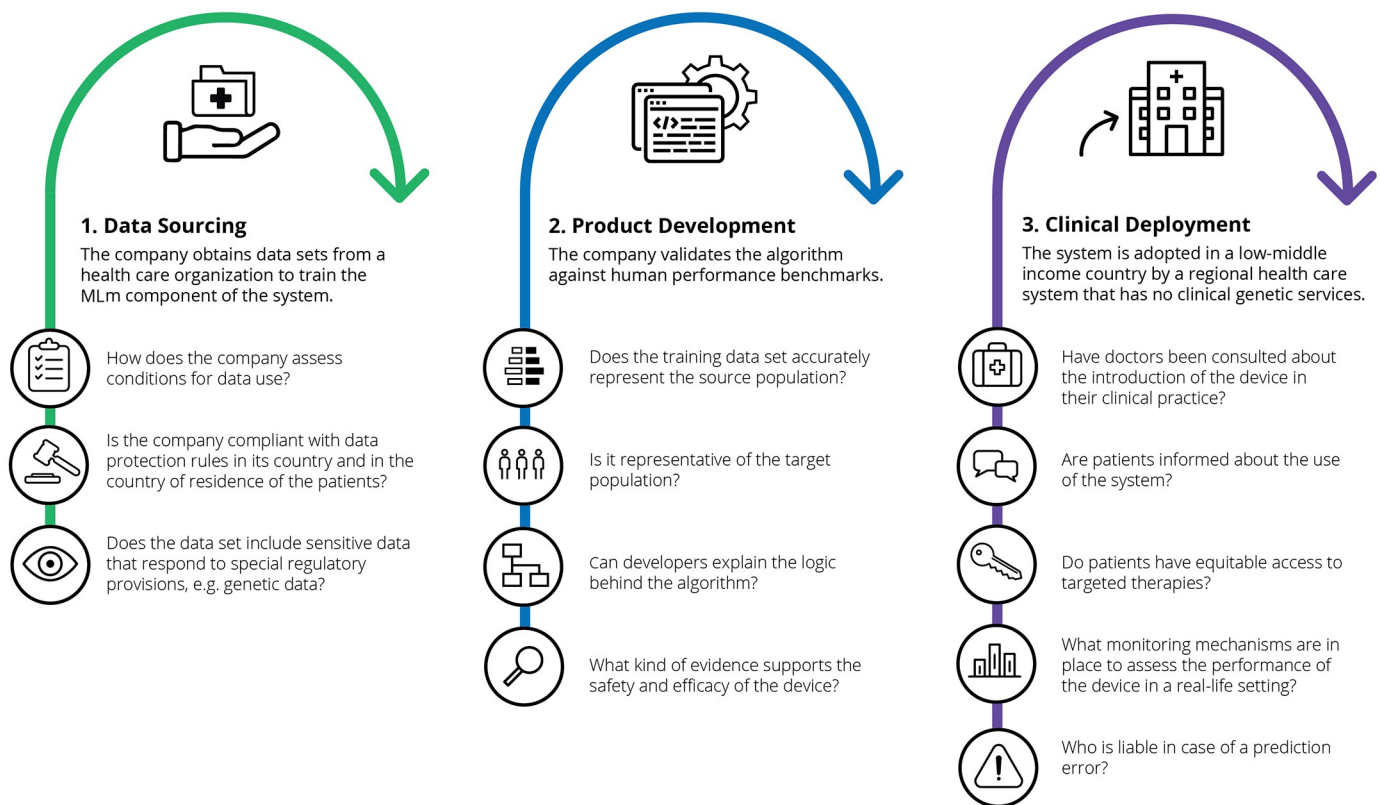 1. Data Sourcing
The company obtains data sets from a
health care organization to train the
MLm component of the system.
How does the company assess
conditions for data use?
Is the company compliant with data
protection rules in its country and in the
country of residence of the patients?
Does the data set include sensitive data
that respond to special regulatory
provisions, e.g. genetic data?
</>
2. Product Development
The company validates the algorithm
against human performance benchmarks.
Does the training data set accurately
represent the source population?
Is it representative of the target
population?
Can developers explain the logic
behind the algorithm?
What kind of evidence supports the
safety and efficacy of the device?
3. Clinical Deployment
The system is adopted in a low-middle
income country by a regional health care
system that has no clinical genetic services.
Have doctors been consulted about
the introduction of the device in
their clinical practice?
Are patients informed about the use
of the system?
Do patients have equitable access to
targeted therapies?
What monitoring mechanisms are in
place to assess the performance of
the device in a real-life setting?
Who is liable in case of a prediction
error?